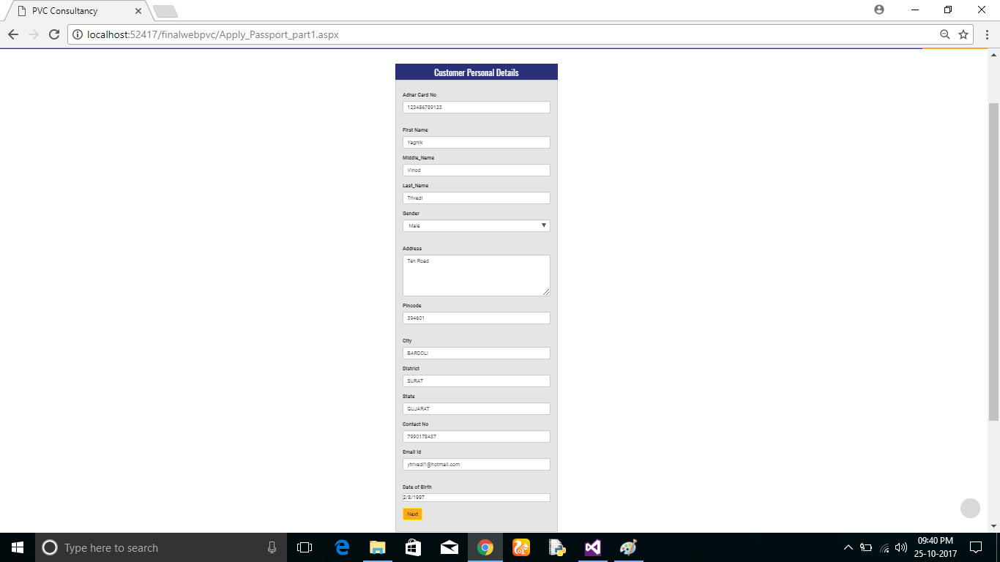 PVC Consultancy
localhost:52417/finalwebpvc/Apply_Passport_part1.aspx
Customer Personal Details
Adhar Card No
123456789123
First Name
Yagnik
Middle_Name
Vinod
Last_Name
Trivedi
Gender
Male
Address
Ten Road
Pincode
394601
City
BARDOLI
District
SURAT
State
GUJARAT
Contact No
7990178437
Email Id
ytrivedi1@hotmail.com
Date of Birth
2/8/1997
Next
Type here to search
09:40 PM
25-10-2017